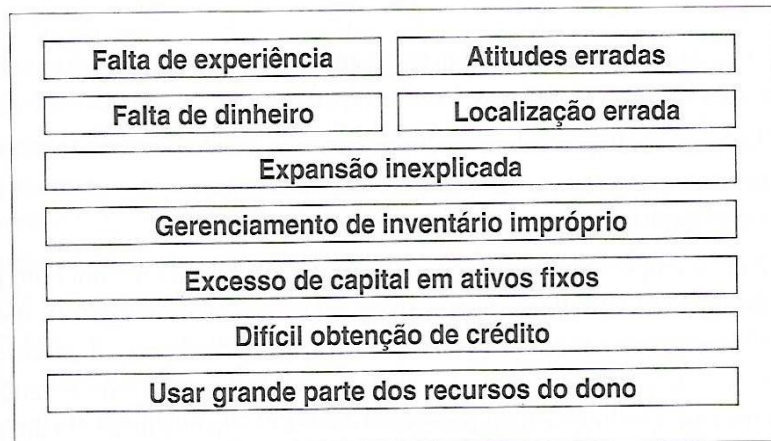 Falta de experiência
Atitudes erradas
Falta de dinheiro
Localização errada
Expansão inexplicada
Gerenciamento de inventário impróprio
Excesso de capital em ativos fixos
Difícil obtenção de crédito
Usar grande parte dos recursos do dono